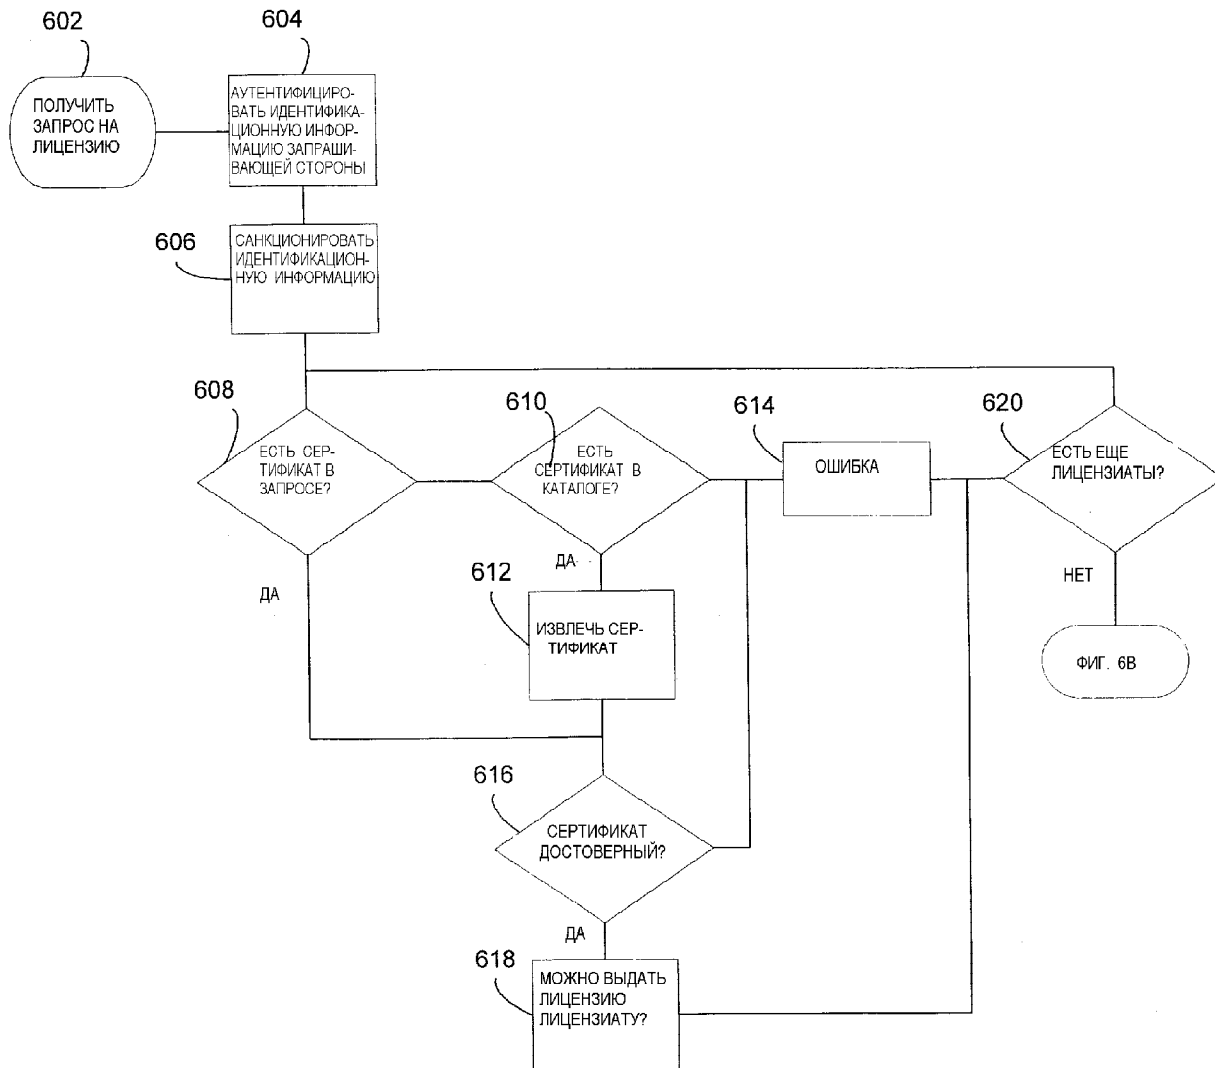 602
604
ПОЛУЧИТЬ
ЗАПРОС НА
ЛИЦЕНЗИЮ
АУТЕНТИФИЦИРО-
ВАТЬ ИДЕНТИФИКА-
ЦИОННУЮ ИНФОР-
МАЦИЮ ЗАПРАШИ-
ВАЮЩЕЙ СТОРОНЫ
606
САНКЦИОНИРОВАТЬ
ИДЕНТИФИКАЦИОН-
НУЮ ИНФОРМАЦИЮ
608
ЕСТЬ СЕР-
ТИФИКАТ В
ЗАПРОСЕ?
ДА
610
ЕСТЬ
СЕРТИФИКАТ В
КАТАЛОГЕ?
ДА
614
ОШИБКА
620
ЕСТЬ ЕЩЕ
ЛИЦЕНЗИАТЫ?
НЕТ
ФИГ. 6В
612
ИЗВЛЕЧЬ СЕР-
ТИФИКАТ
616
СЕРТИФИКАТ
ДОСТОВЕРНЫЙ?
ДА
618
МОЖНО ВЫДАТЬ
ЛИЦЕНЗИЮ
ЛИЦЕНЗИАТУ?